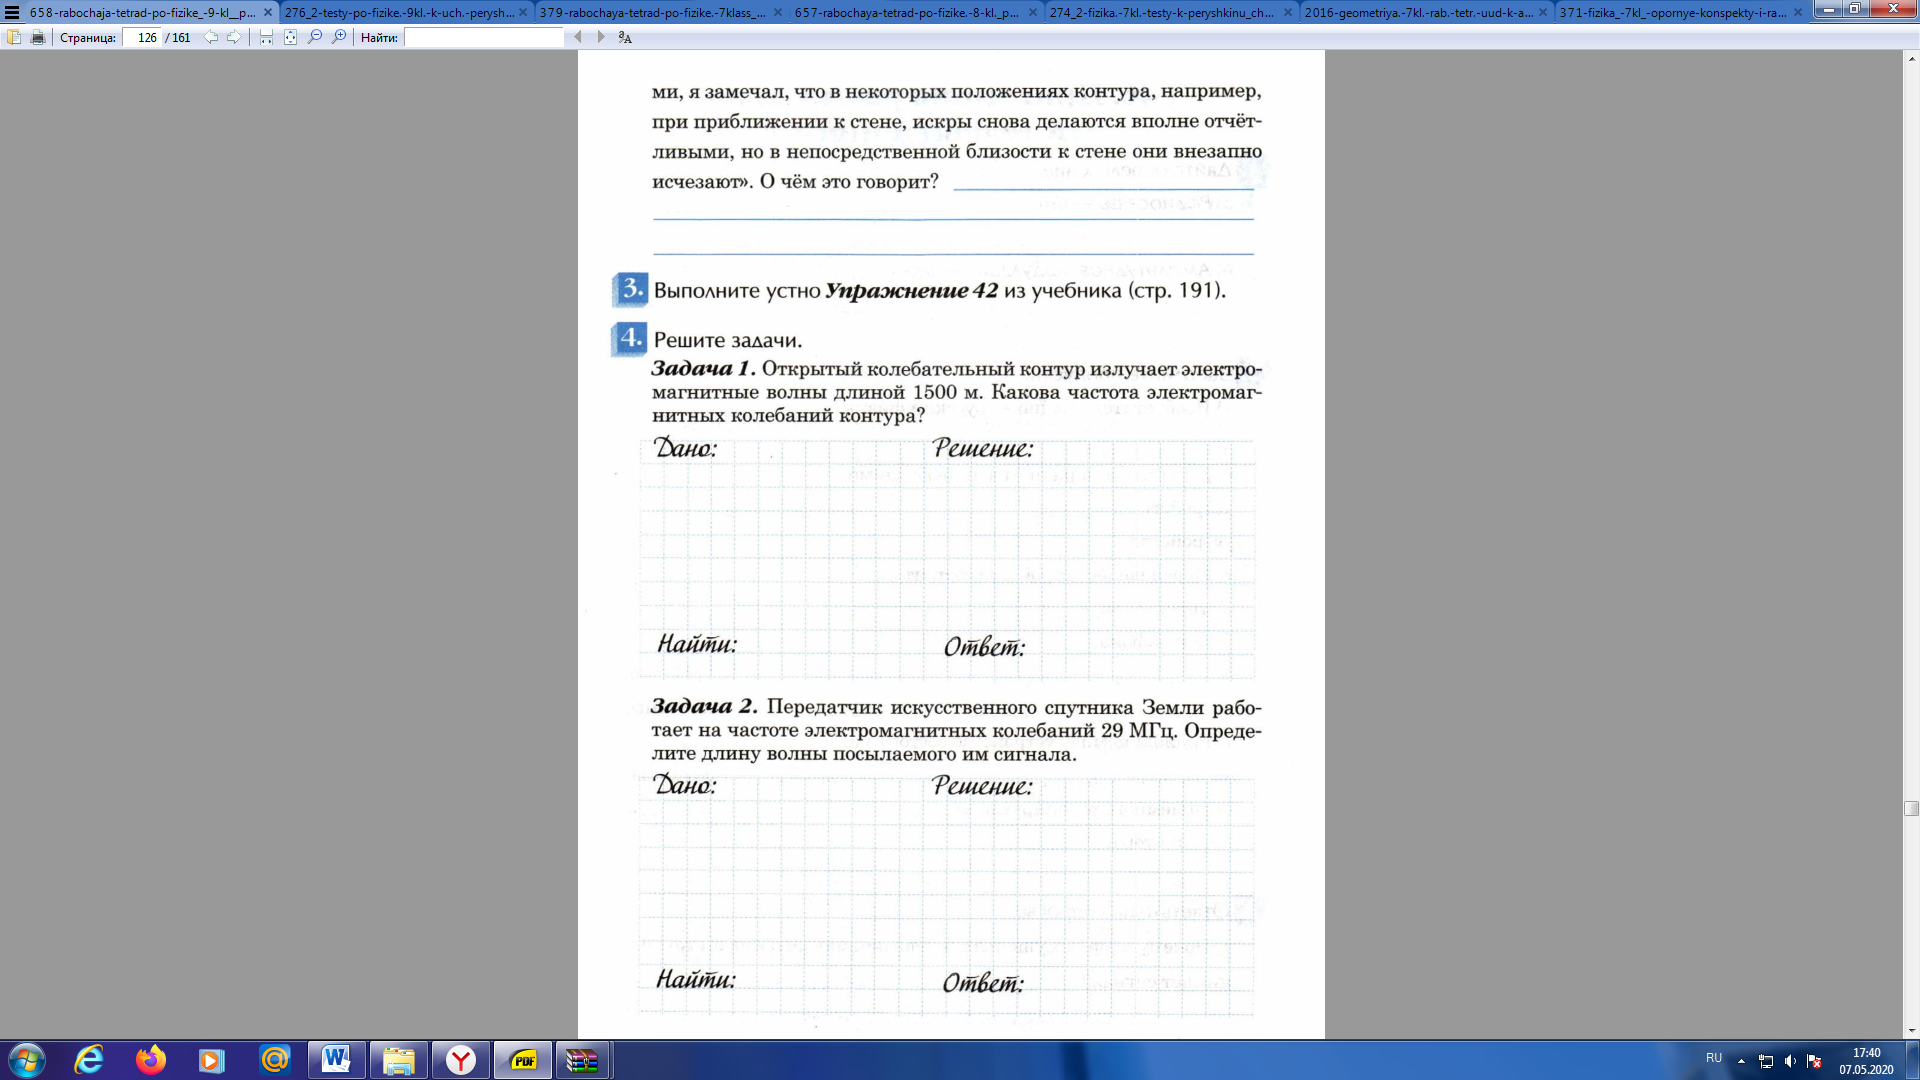 658-rabochaja-tetrad-po-fizike_-9-kl__p...
276_2-testy-po-fizike.-9kl.-k-uch.-perysh...
379-rabochaya-tetrad-po-fizike.-7klass_...
657-rabochaya-tetrad-po-fizike.-8-kl._p...
274_2-fizika.-7kl.-testy-k-peryshkinu_ch...
2016-geometriya.-7kl.-rab.-tetr.-uud-k-a...
371-fizika_-7kl_-opornye-konspekty-i-ra...
Страница: 126 / 161 Найти:
ми, я замечал, что в некоторых положениях контура, например,
при приближении к стене, искры снова делаются вполне отчёт-
ливыми, но в непосредственной близости к стене они внезапно
исчезают». О чём это говорит?
3. Выполните устно Упражнение 42 из учебника (стр. 191).
4. Решите задачи.
Задача 1. Открытый колебательный контур излучает электро-
магнитные волны длиной 1500 м. Какова частота электромаг-
нитных колебаний контура?
Дано: Решение:
Найти: Ответ:
Задача 2. Передатчик искусственного спутника Земли рабо-
тает на частоте электромагнитных колебаний 29 МГц. Опреде-
лите длину волны посылаемого им сигнала.
Дано: Решение:
Найти: Ответ:
PDF
RU
17:40
07.05.2020